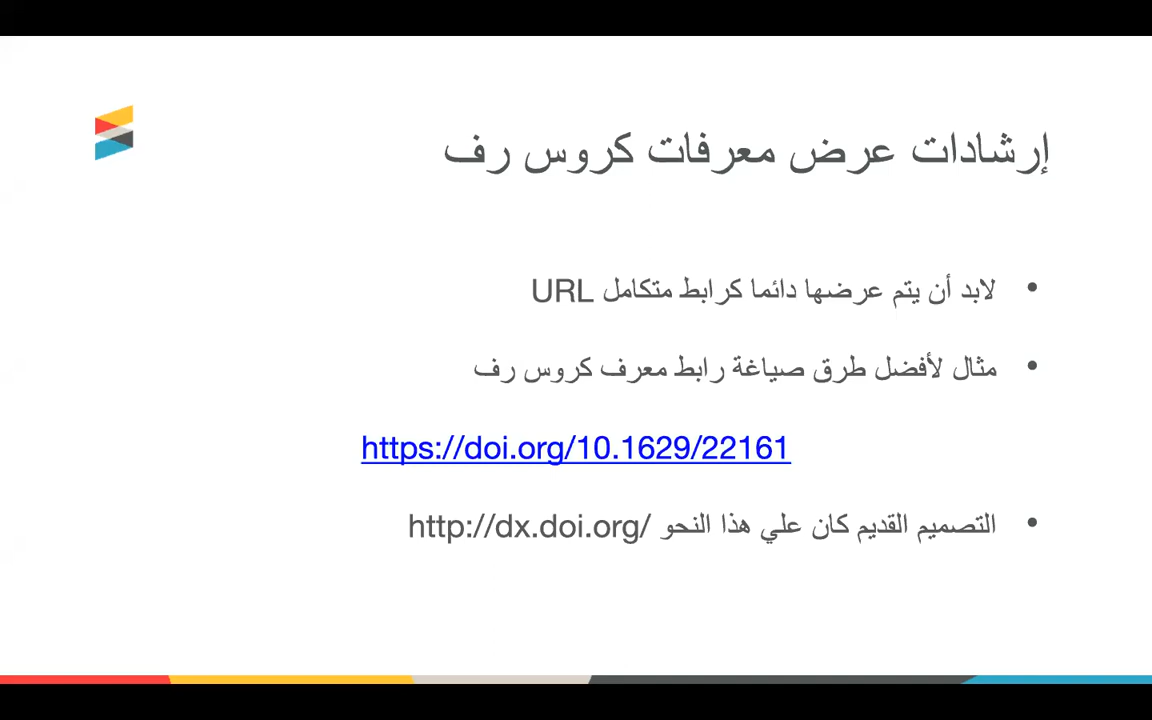 إرشادات عرض معرفات كروس رف
• لابد أن يتم عرضها دائما كرابط متكامل URL
• مثال لأفضل طرق صياغة رابط معرف كروس رف
https://doi.org/10.1629/22161
• التصميم القديم كان علي هذا النحو http://dx.doi.org/